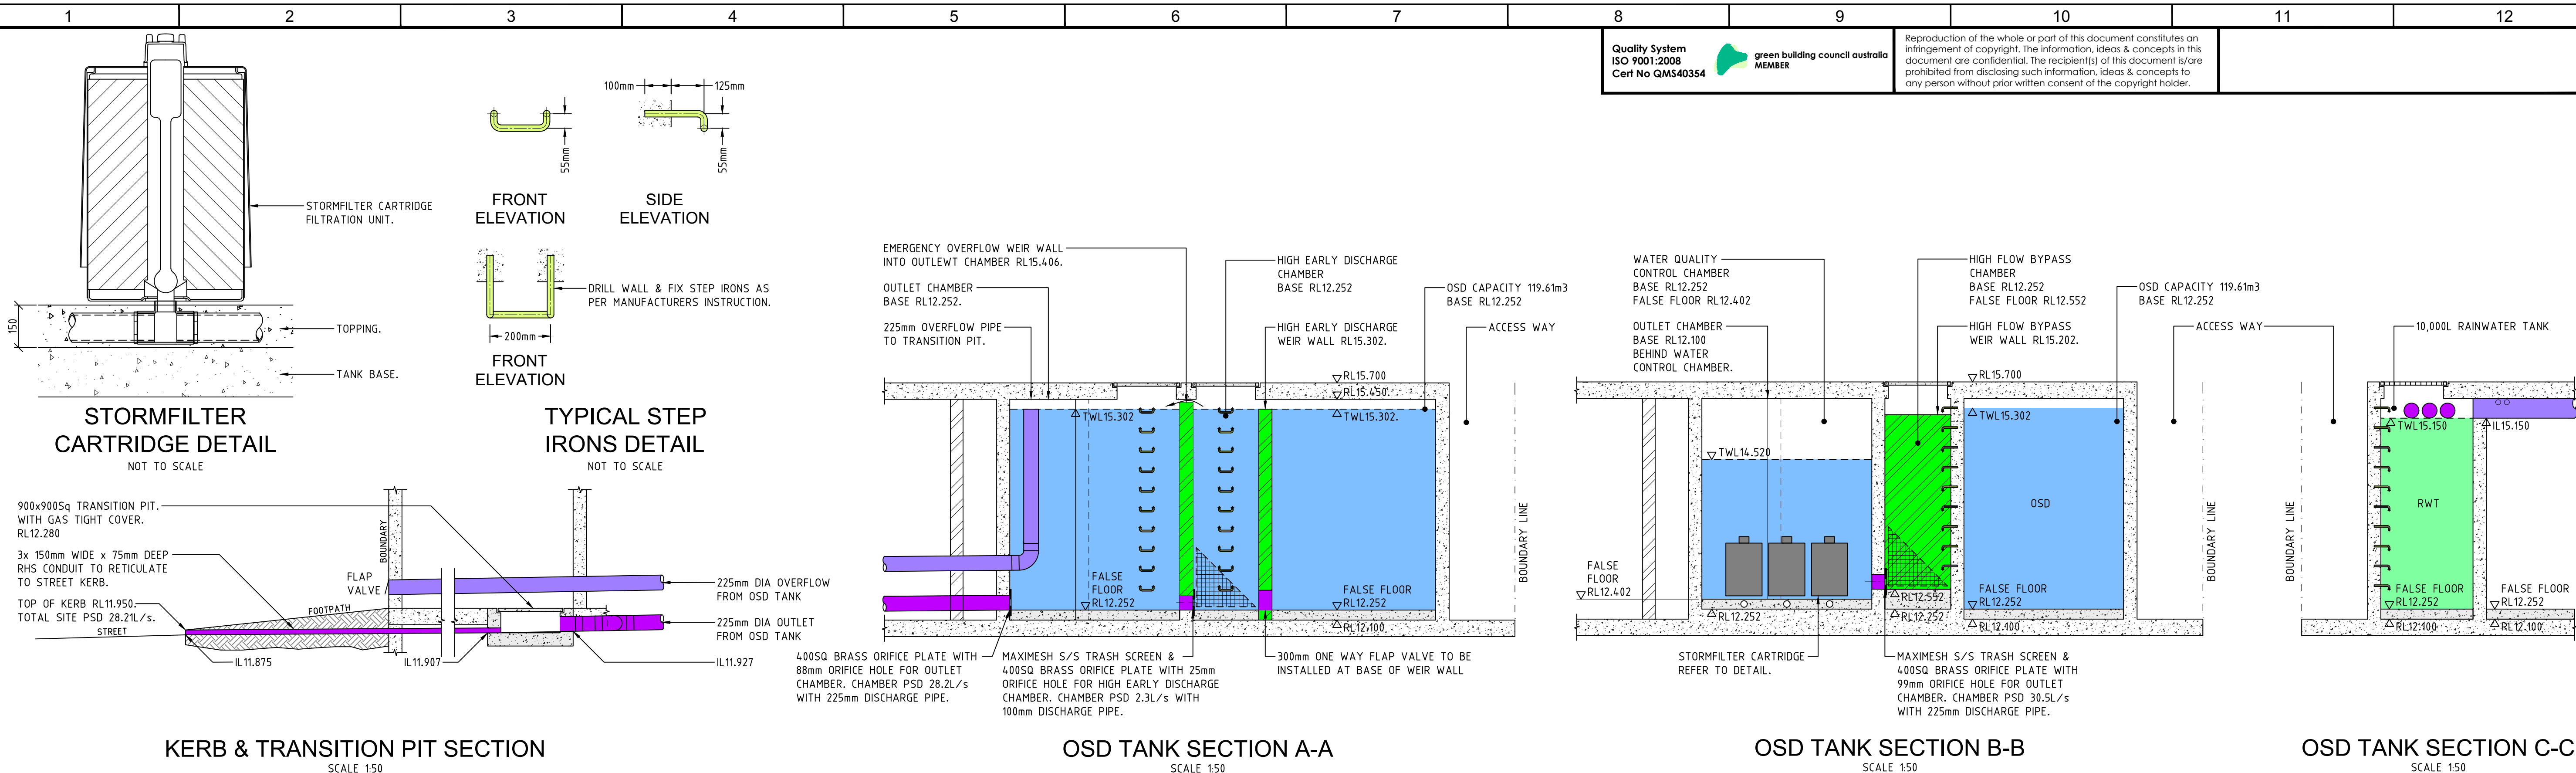 1 2 3 4 5 6 7 8 9 10 11 12
Quality System
ISO 9001:2008
Cert No QMS40354
green building council australia
MEMBER
Reproduction of the whole or part of this document constitutes an
infringement of copyright. The information, ideas & concepts in this
document are confidential. The recipient(s) of this document is/are
prohibited from disclosing such information, ideas & concepts to
any person without prior written consent of the copyright holder.
STORMFILTER CARTRIDGE
FILTRATION UNIT.
150
TOPPING.
TANK BASE.
STORMFILTER
CARTRIDGE DETAIL
NOT TO SCALE
55mm
FRONT
ELEVATION
100mm
125mm
55mm
SIDE
ELEVATION
DRILL WALL & FIX STEP IRONS AS
PER MANUFACTURERS INSTRUCTION.
200mm
FRONT
ELEVATION
TYPICAL STEP
IRONS DETAIL
NOT TO SCALE
900x900Sq TRANSITION PIT.
WITH GAS TIGHT COVER.
RL12.280
3x 150mm WIDE x 75mm DEEP
RHS CONDUIT TO RETICULATE
TO STREET KERB.
TOP OF KERB RL11.950.
TOTAL SITE PSD 28.21L/s.
STREET
FOOTPATH
BOUNDARY
FLAP
VALVE
225mm DIA OVERFLOW
FROM OSD TANK
225mm DIA OUTLET
FROM OSD TANK
IL11.875
IL11.907
IL11.927
KERB & TRANSITION PIT SECTION
SCALE 1:50
EMERGENCY OVERFLOW WEIR WALL
INTO OUTLEWT CHAMBER RL15.406.
OUTLET CHAMBER
BASE RL12.252.
225mm OVERFLOW PIPE
TO TRANSITION PIT.
HIGH EARLY DISCHARGE
CHAMBER
BASE RL12.252
HIGH EARLY DISCHARGE
WEIR WALL RL15.302.
OSD CAPACITY 119.61m3
BASE RL12.252
ACCESS WAY
RL15.700
RL15.450.
TWL15.302
TWL15.302.
FALSE
FLOOR
RL12.252
FALSE FLOOR
RL12.252
RL12.100
BOUNDARY LINE
400SQ BRASS ORIFICE PLATE WITH
88mm ORIFICE HOLE FOR OUTLET
CHAMBER. CHAMBER PSD 28.2L/s
WITH 225mm DISCHARGE PIPE.
MAXIMESH S/S TRASH SCREEN &
400SQ BRASS ORIFICE PLATE WITH 25mm
ORIFICE HOLE FOR HIGH EARLY DISCHARGE
CHAMBER. CHAMBER PSD 2.3L/s WITH
100mm DISCHARGE PIPE.
300mm ONE WAY FLAP VALVE TO BE
INSTALLED AT BASE OF WEIR WALL
OSD TANK SECTION A-A
SCALE 1:50
WATER QUALITY
CONTROL CHAMBER
BASE RL12.252
FALSE FLOOR RL12.402
OUTLET CHAMBER
BASE RL12.100
BEHIND WATER
CONTROL CHAMBER.
HIGH FLOW BYPASS
CHAMBER
BASE RL12.252
FALSE FLOOR RL12.552
HIGH FLOW BYPASS
WEIR WALL RL15.202.
OSD CAPACITY 119.61m3
BASE RL12.252
ACCESS WAY
RL15.700
TWL15.302
TWL14.520
OSD
FALSE
FLOOR
RL12.402
RL12.252
RL12.552
RL12.252
FALSE FLOOR
RL12.252
RL12.100
BOUNDARY LINE
STORMFILTER CARTRIDGE
REFER TO DETAIL.
MAXIMESH S/S TRASH SCREEN &
400SQ BRASS ORIFICE PLATE WITH
99mm ORIFICE HOLE FOR OUTLET
CHAMBER. CHAMBER PSD 30.5L/s
WITH 225mm DISCHARGE PIPE.
OSD TANK SECTION B-B
SCALE 1:50
10,000L RAINWATER TANK
TWL15.150
IL15.150
RWT
BOUNDARY LINE
FALSE FLOOR
RL12.252
RL12.100
FALSE FLOOR
RL12.252
RL12.100
OSD TANK SECTION C-C
SCALE 1:50